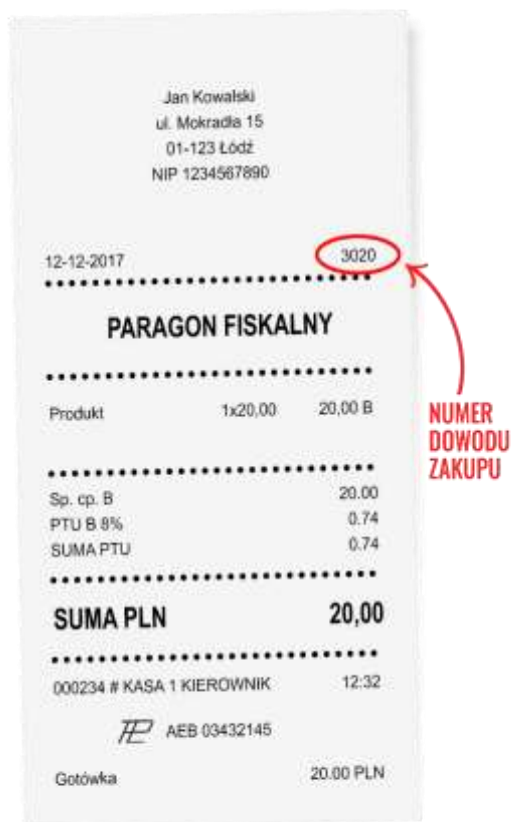 Jan Kowalski
ul. Mokradła 15
01-123 Łódź
NIP 1234567890
12-12-2017 3020
PARAGON FISKALNY
Produkt 1x20,00 20,00 B
NUMER
DOWODU
ZAKUPU
Sp. cp. B 20.00
PTU B 8% 0.74
SUMA PTU 0.74
SUMA PLN 20,00
000234 # KASA 1 KIEROWNIK 12:32
AEB 03432145
Gotówka 20.00 PLN